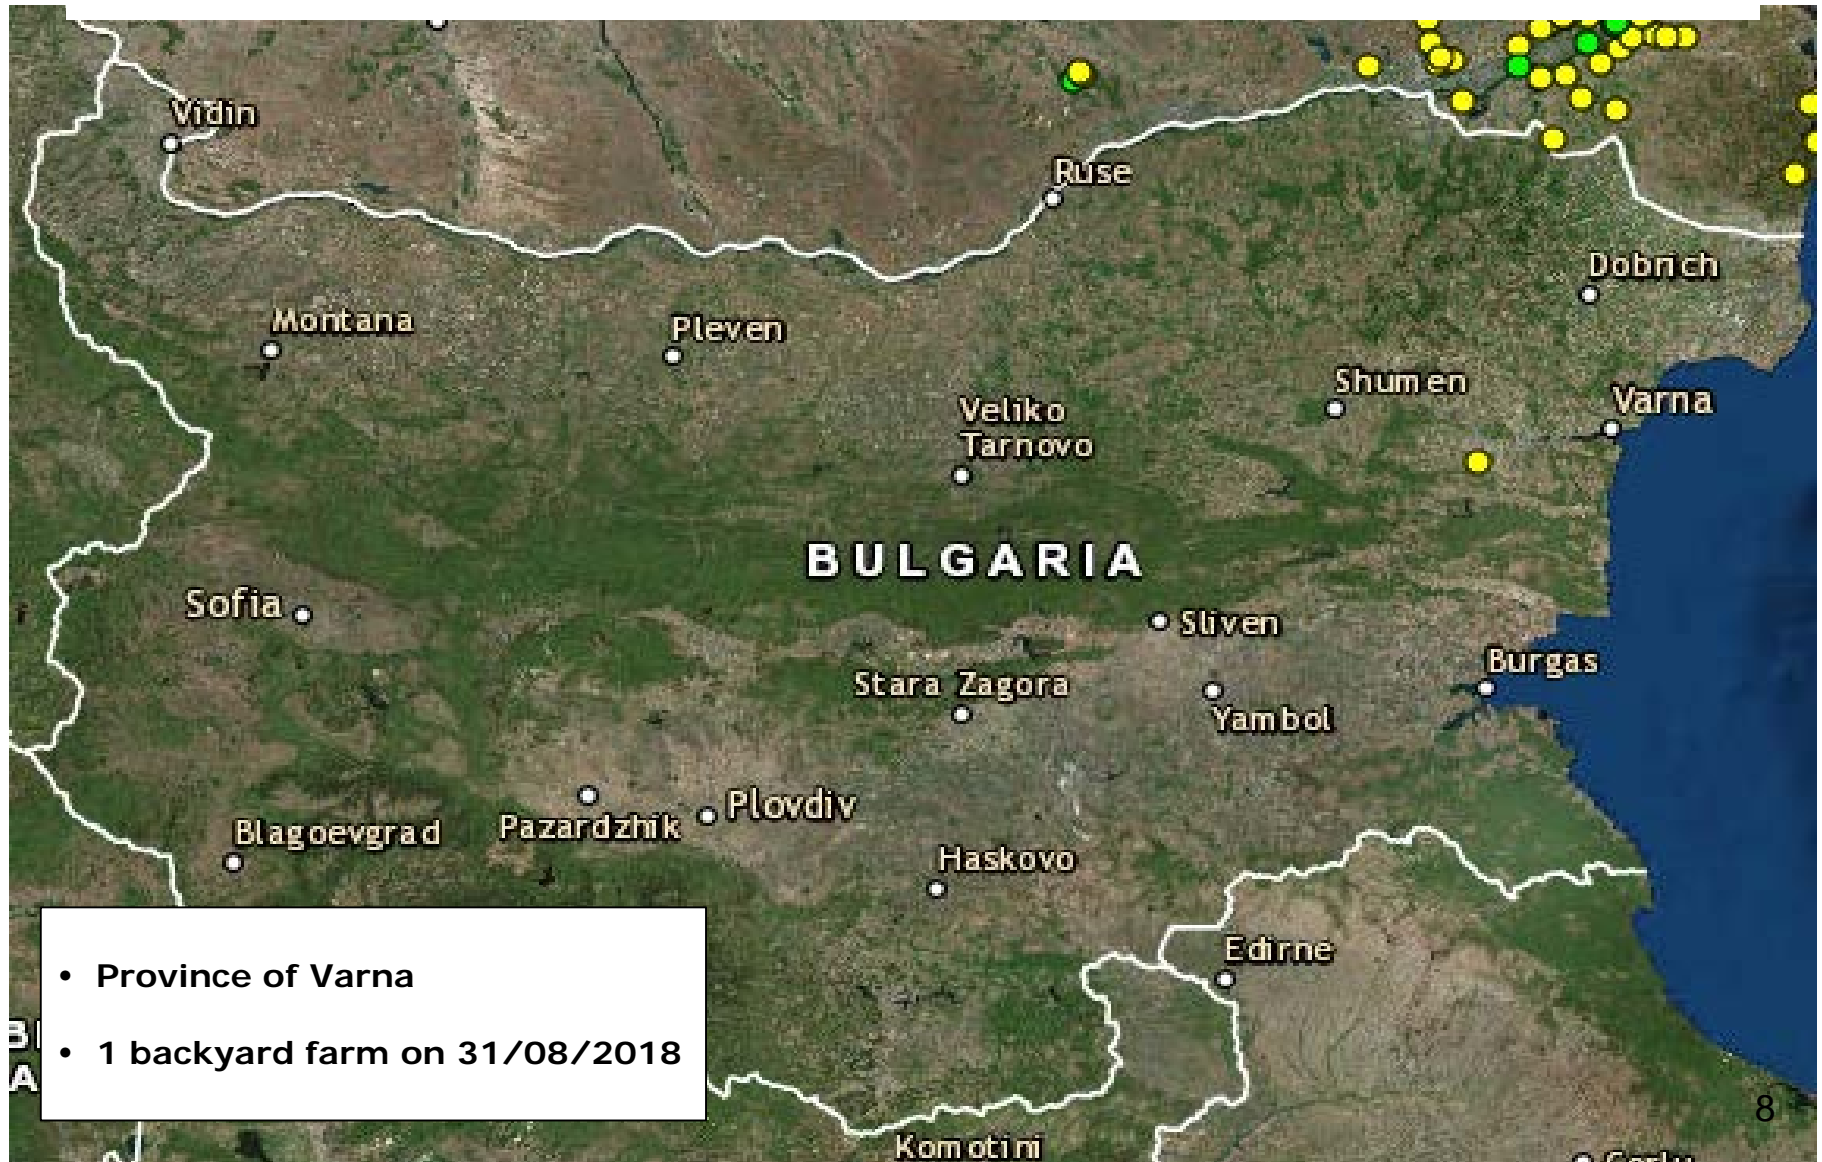 Vidin
Ruse
Dobrich
Montana
Pleven
Shumen
Varna
Veliko
Tarnovo
BULGARIA
Sofia
Sliven
Burgas
Stara Zagora
Yambol
Plovdiv
Pazardzhik
Blagoevgrad
Haskovo
Edirne
• Province of Varna
• 1 backyard farm on 31/08/2018
8
Komotini